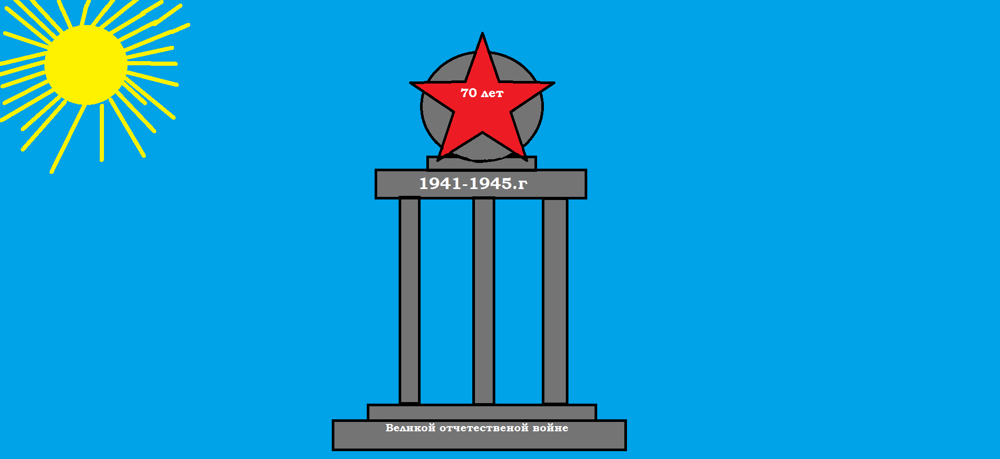 70 лет
1941-1945.г
Великой отчетественой войне